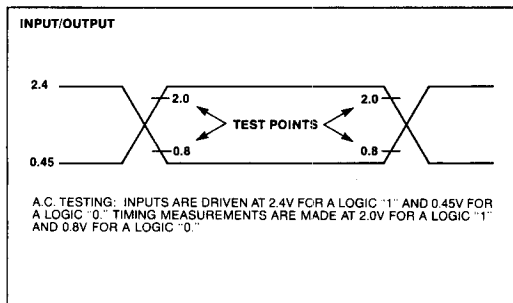 INPUT/OUTPUT
2.4
2.0
2.0
TEST POINTS
0.8
0.8
0.45
A.C. TESTING: INPUTS ARE DRIVEN AT 2.4V FOR A LOGIC "1" AND 0.45V FOR
A LOGIC "0." TIMING MEASUREMENTS ARE MADE AT 2.0V FOR A LOGIC "1"
AND 0.8V FOR A LOGIC "0."